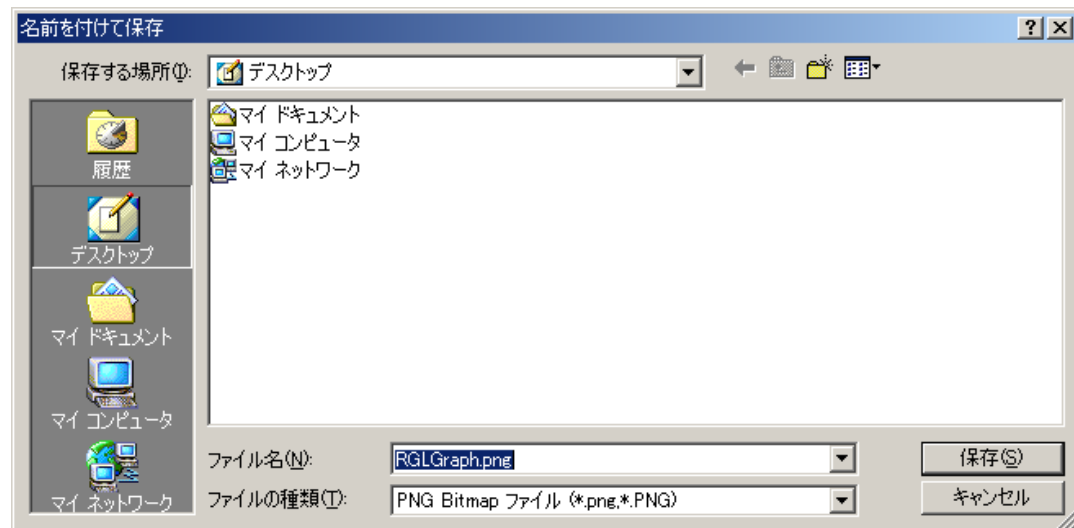 名前を付けて保存
保存する場所(I):
デスクトップ
履歴
デスクトップ
マイ ドキュメント
マイ コンピュータ
マイ ネットワーク
マイ ドキュメント
マイ コンピュータ
マイ ネットワーク
ファイル名(N):
RGLGraph.png
保存(S)
ファイルの種類(T):
PNG Bitmap ファイル (*.png,*.PNG)
キャンセル